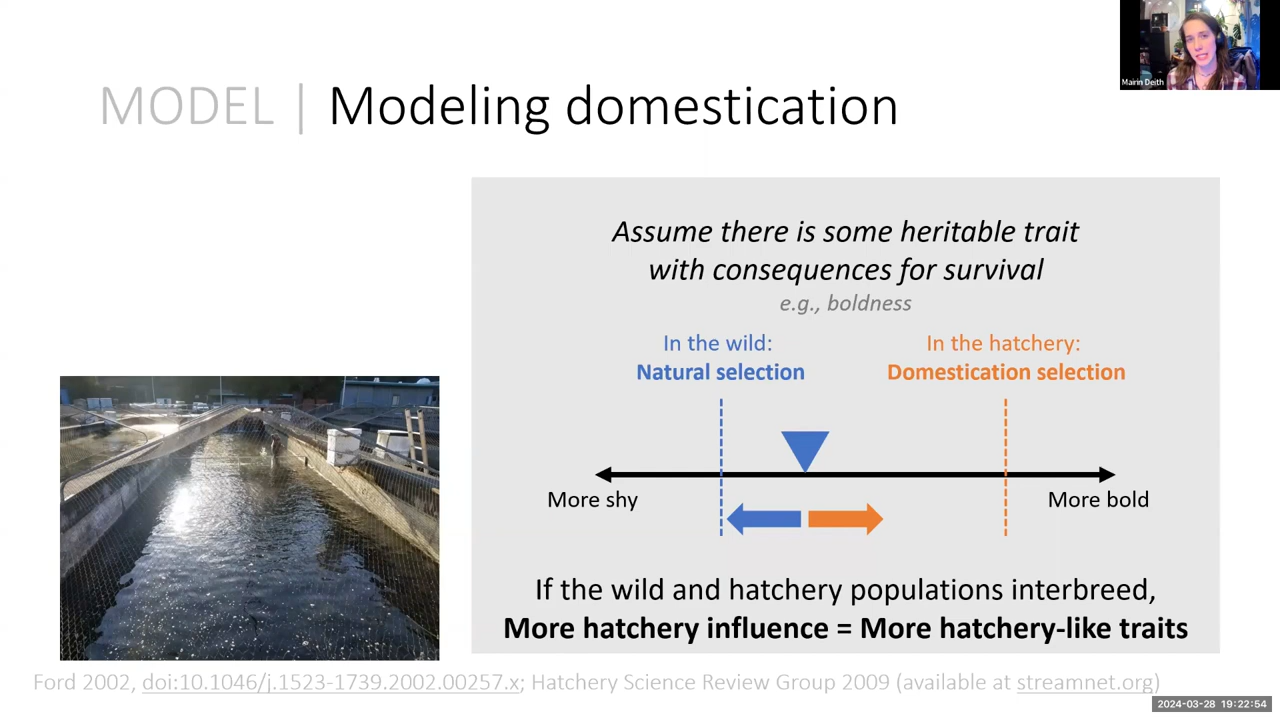 Mairin Deith
MODEL | Modeling domestication
Assume there is some heritable trait
with consequences for survival
e.g., boldness
In the wild:
Natural selection
In the hatchery:
Domestication selection
More shy
More bold
If the wild and hatchery populations interbreed,
More hatchery influence = More hatchery-like traits
Ford 2002, doi:10.1046/j.1523-1739.2002.00257.x; Hatchery Science Review Group 2009 (available at streamnet.org)
2024-03-28 19:22:54